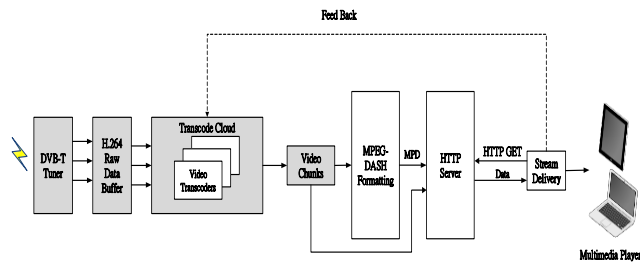 Feed Back
DVB-T
Tuner
H.264
Raw
Data
Buffer
Transcode Cloud
Video
Transcoders
Video
Chunks
MPEG-
DASH
Formatting
MPD
HTTP
Server
HTTP GET
Data
Stream
Delivery
Multimedia Player